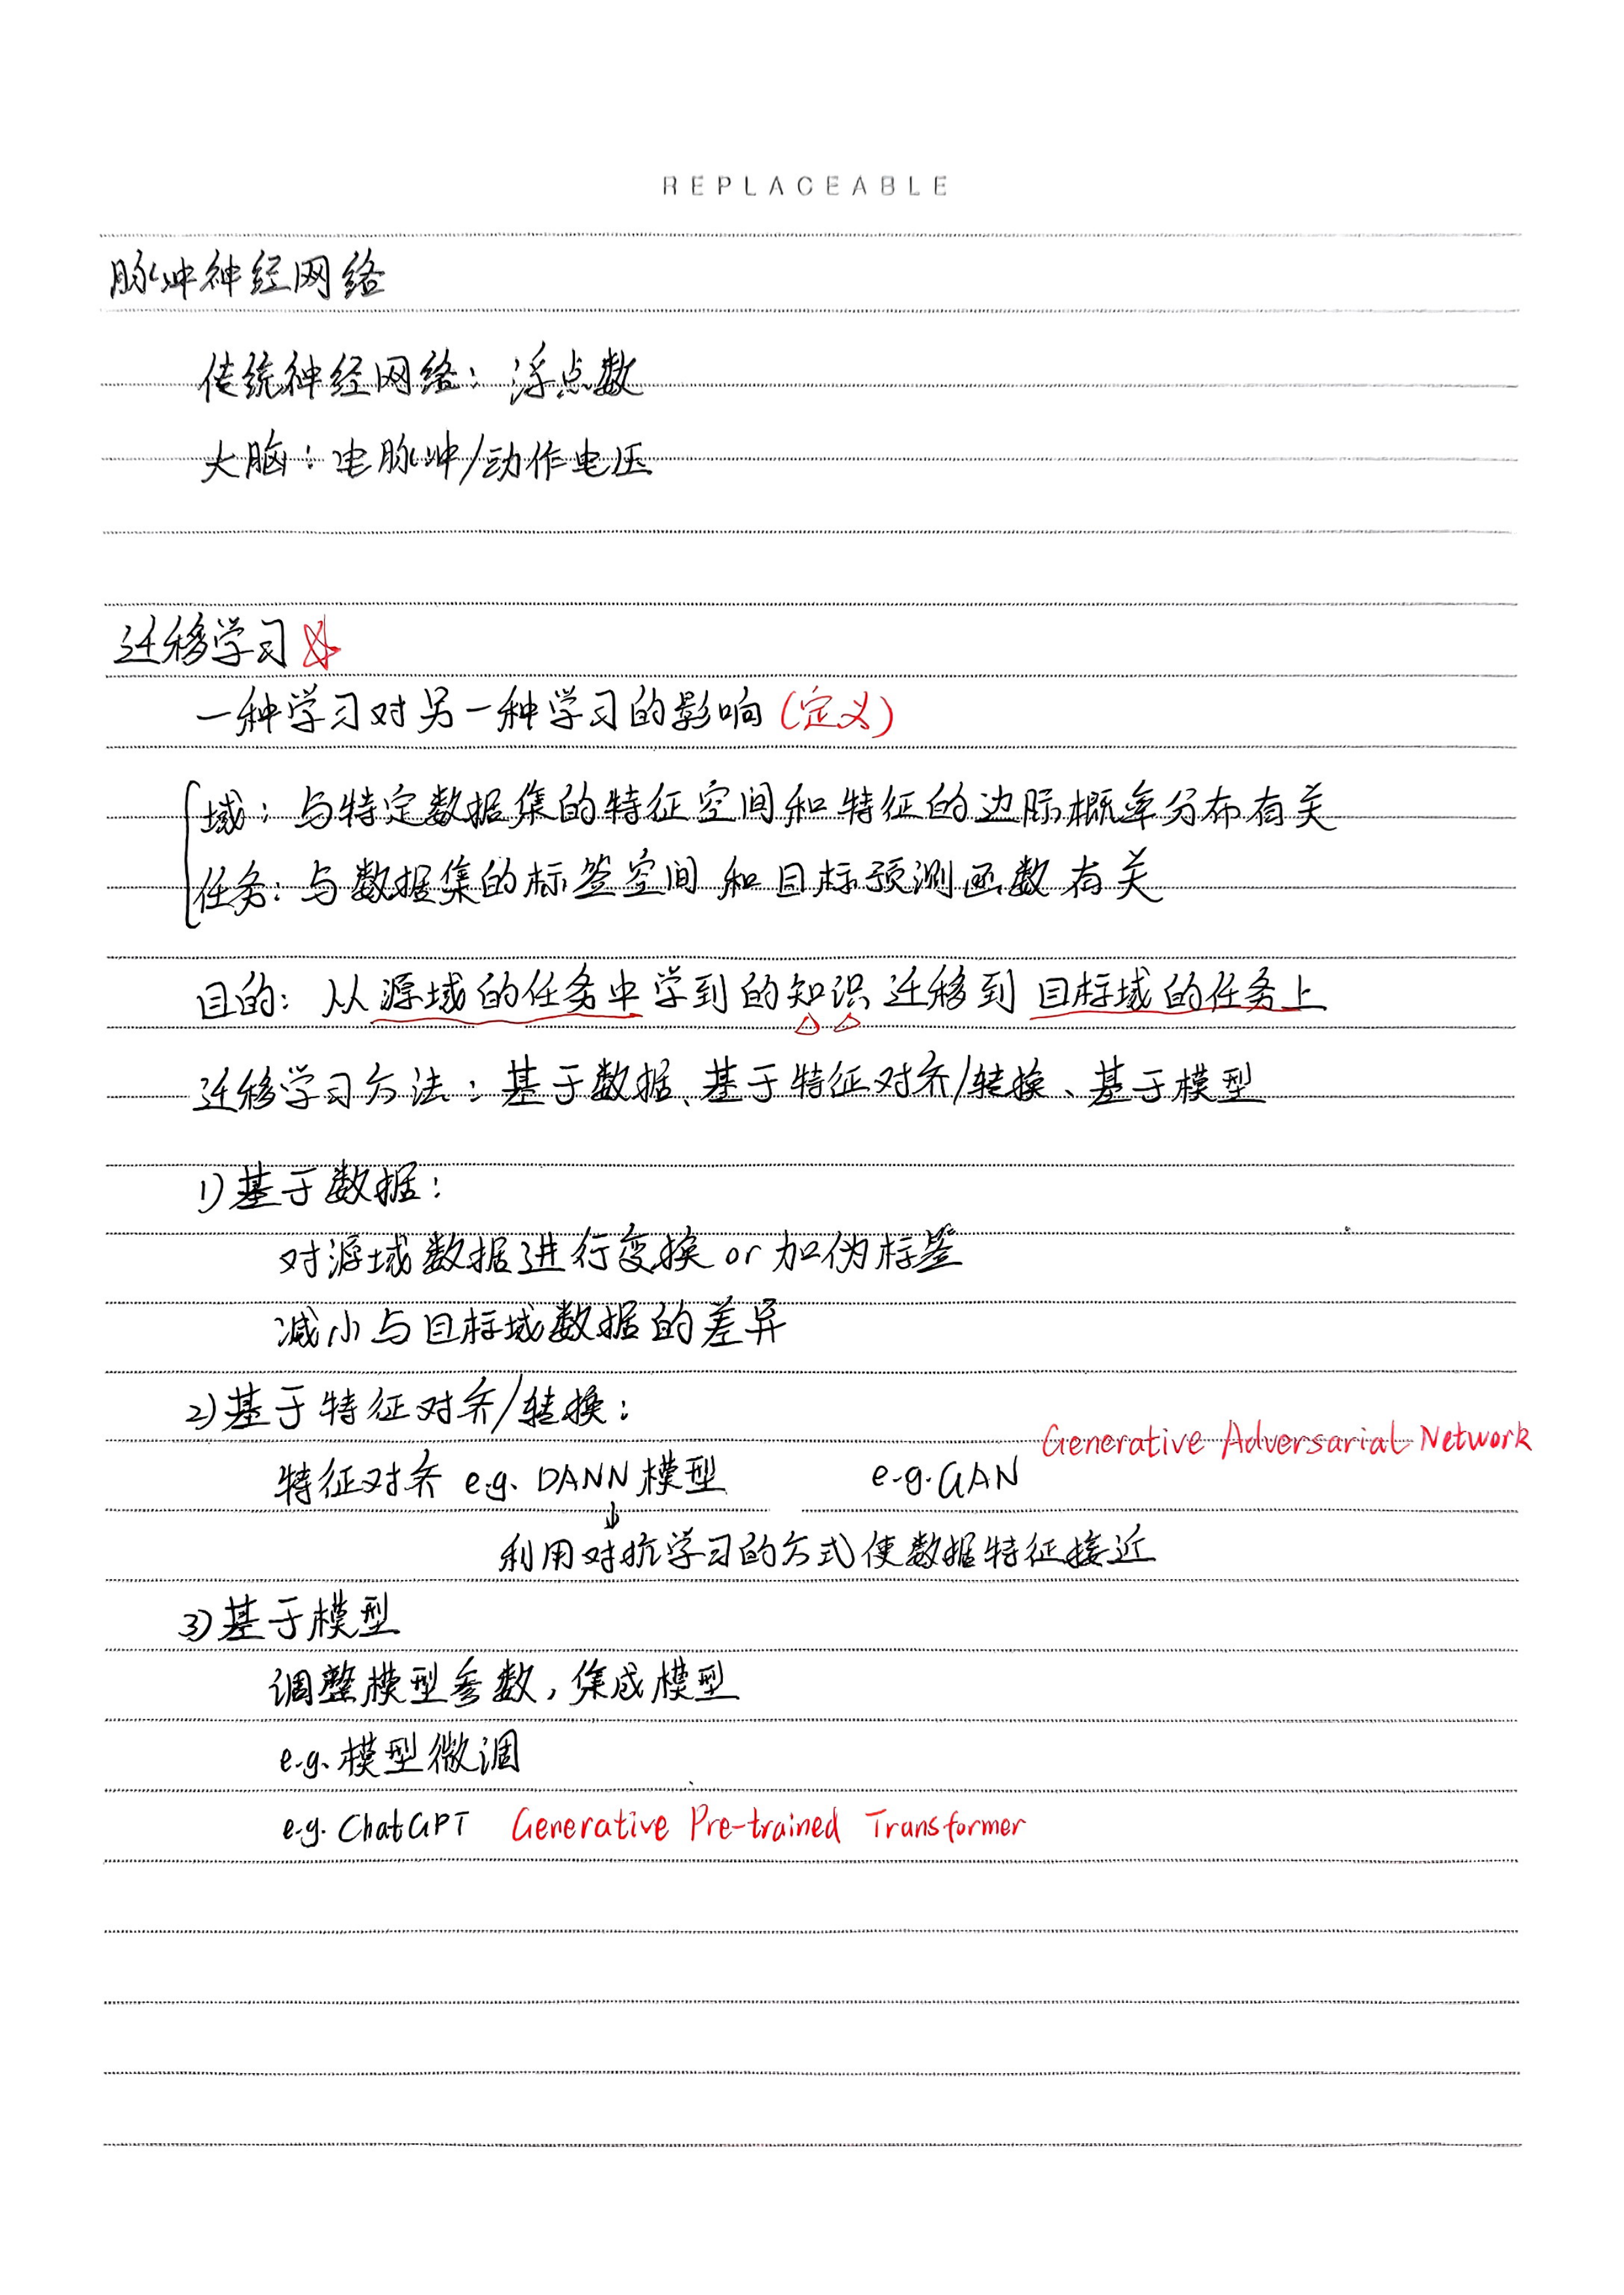 REPLACEABLE
脉冲神经网络
传统神经网络：浮点数
大脑：电脉冲/动作电压
迁移学习
一种学习对另一种学习的影响（定义）
域：与特定数据集的特征空间和特征的边际概率分布有关
任务：与数据集的标签空间和目标预测函数有关
目的：从源域的任务中学到的知识迁移到目标域的任务上
迁移学习方法：基于数据、基于特征对齐/转换、基于模型
1)基于数据：
对源域数据进行变换or加伪标签
减小与目标域数据的差异
2)基于特征对齐/转换：
Generative Adversarial Network
特征对齐 e.g. DANN模型 e.g. GAN
利用对抗学习的方式使数据特征接近
3)基于模型
调整模型参数，集成模型
e.g.模型微调
e.g. ChatGPT Generative Pre-trained Transformer